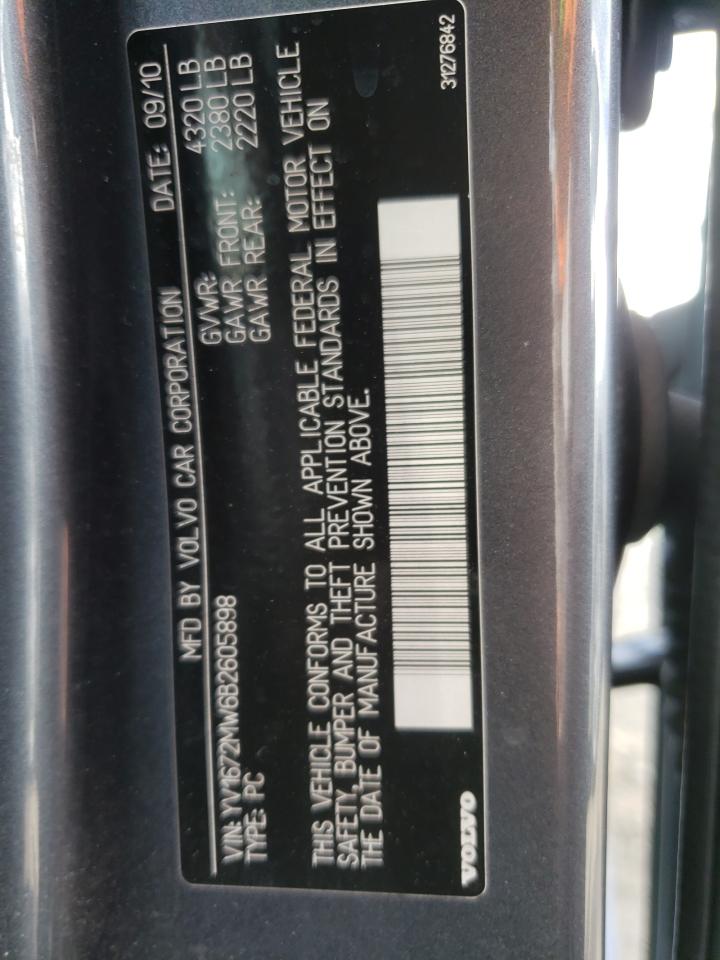 MFD BY VOLVO CAR CORPORATION DATE: 09/10
GVWR: 4320 LB
GAWR FRONT: 2380 LB
GAWR REAR: 2220 LB
VIN: YV1672MW6B2605898
TYPE: PC
THIS VEHICLE CONFORMS TO ALL APPLICABLE FEDERAL MOTOR VEHICLE
SAFETY, BUMPER AND THEFT PREVENTION STANDARDS IN EFFECT ON
THE DATE OF MANUFACTURE SHOWN ABOVE.
VOLVO
31276842